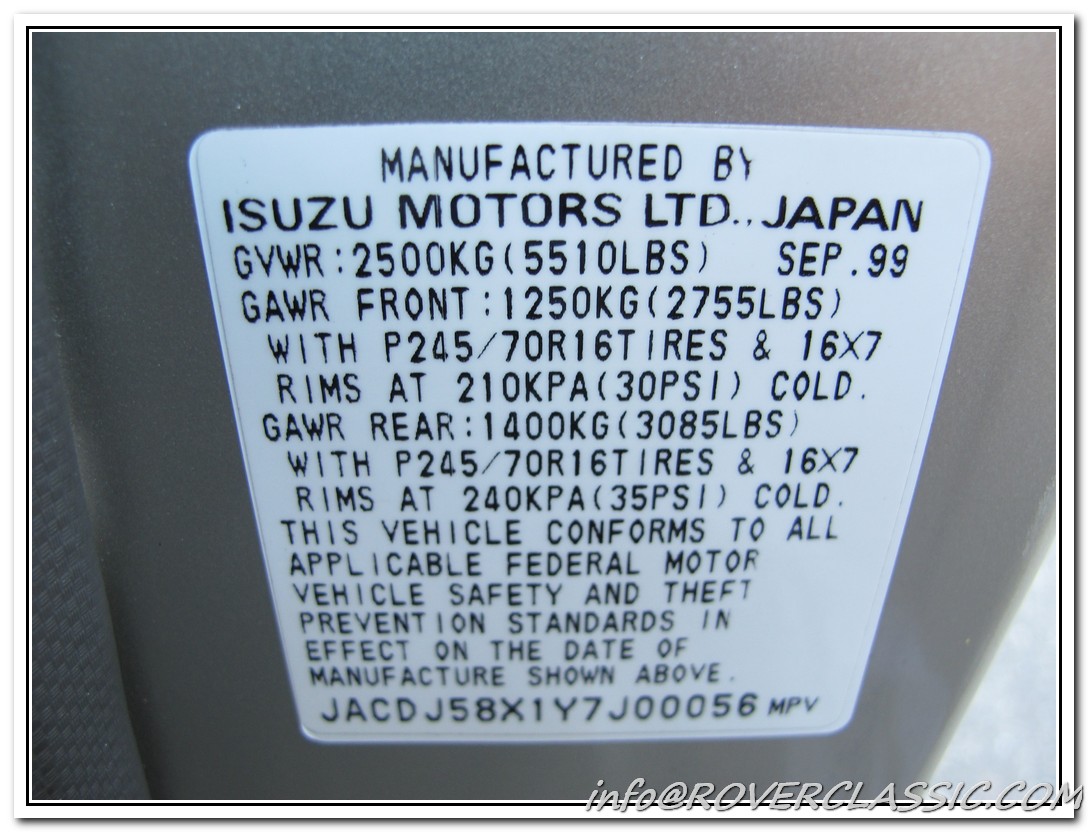 MANUFACTURED BY
ISUZU MOTORS LTD., JAPAN
GVWR:2500KG(5510LBS) SEP.99
GAWR FRONT:1250KG(2755LBS)
WITH P245/70R16TIRES & 16X7
RIMS AT 210KPA(30PSI) COLD.
GAWR REAR:1400KG(3085LBS)
WITH P245/70R16TIRES & 16X7
RIMS AT 240KPA(35PSI) COLD.
THIS VEHICLE CONFORMS TO ALL
APPLICABLE FEDERAL MOTOR
VEHICLE SAFETY AND THEFT
PREVENTION STANDARDS IN
EFFECT ON THE DATE OF
MANUFACTURE SHOWN ABOVE.
JACDJ58X1Y7J00056 MPV
info@ROVERCLASSIC.COM